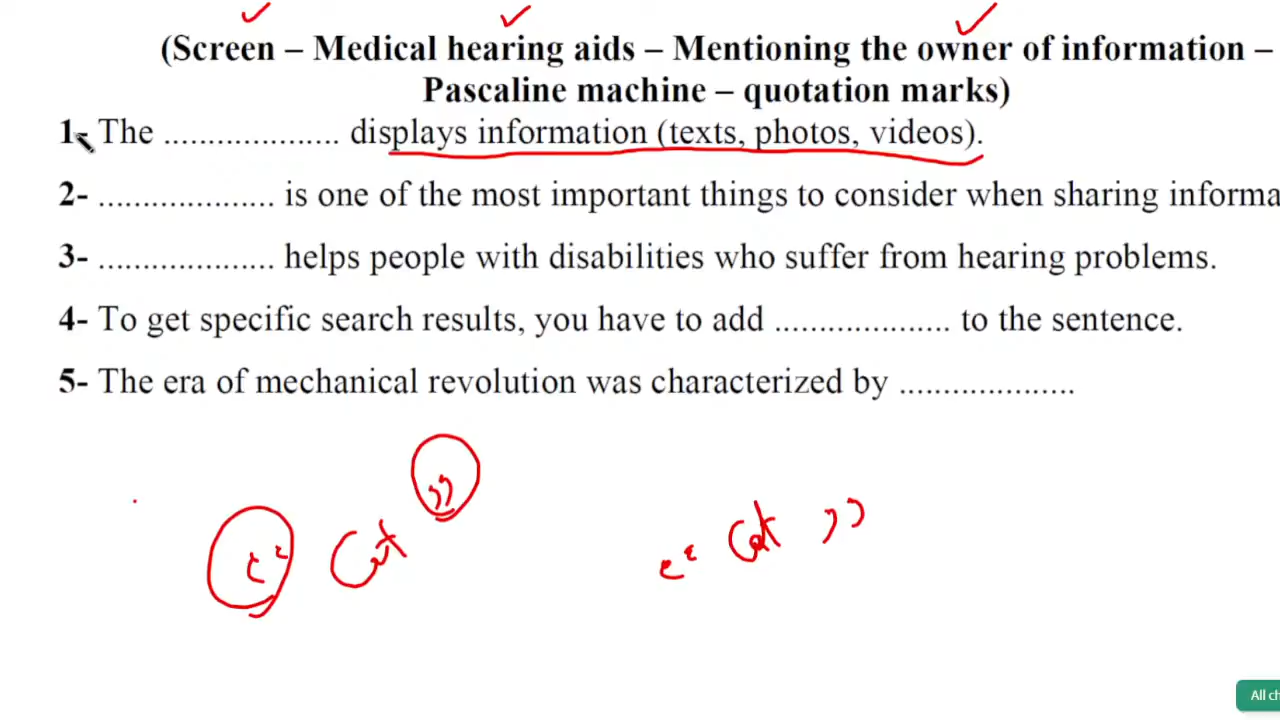 (Screen – Medical hearing aids – Mentioning the owner of information –
Pascaline machine – quotation marks)
1- The .................... displays information (texts, photos, videos).
2- .................... is one of the most important things to consider when sharing informa
3- .................... helps people with disabilities who suffer from hearing problems.
4- To get specific search results, you have to add .................... to the sentence.
5- The era of mechanical revolution was characterized by ....................
“ Cat ”
“ Cat ”
All ch